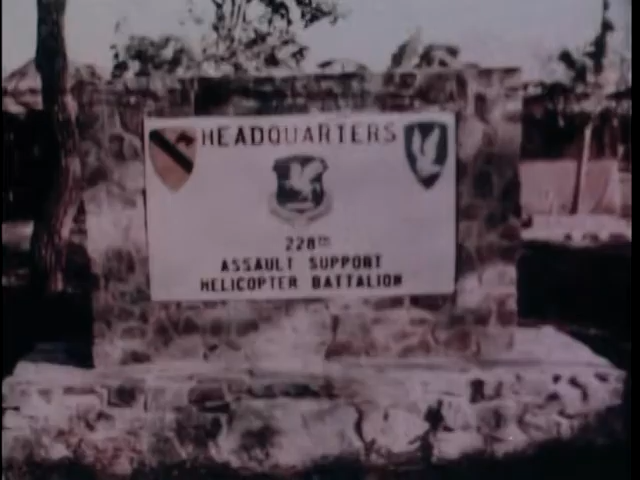 HEADQUARTERS
228TH
ASSAULT SUPPORT
HELICOPTER BATTALION